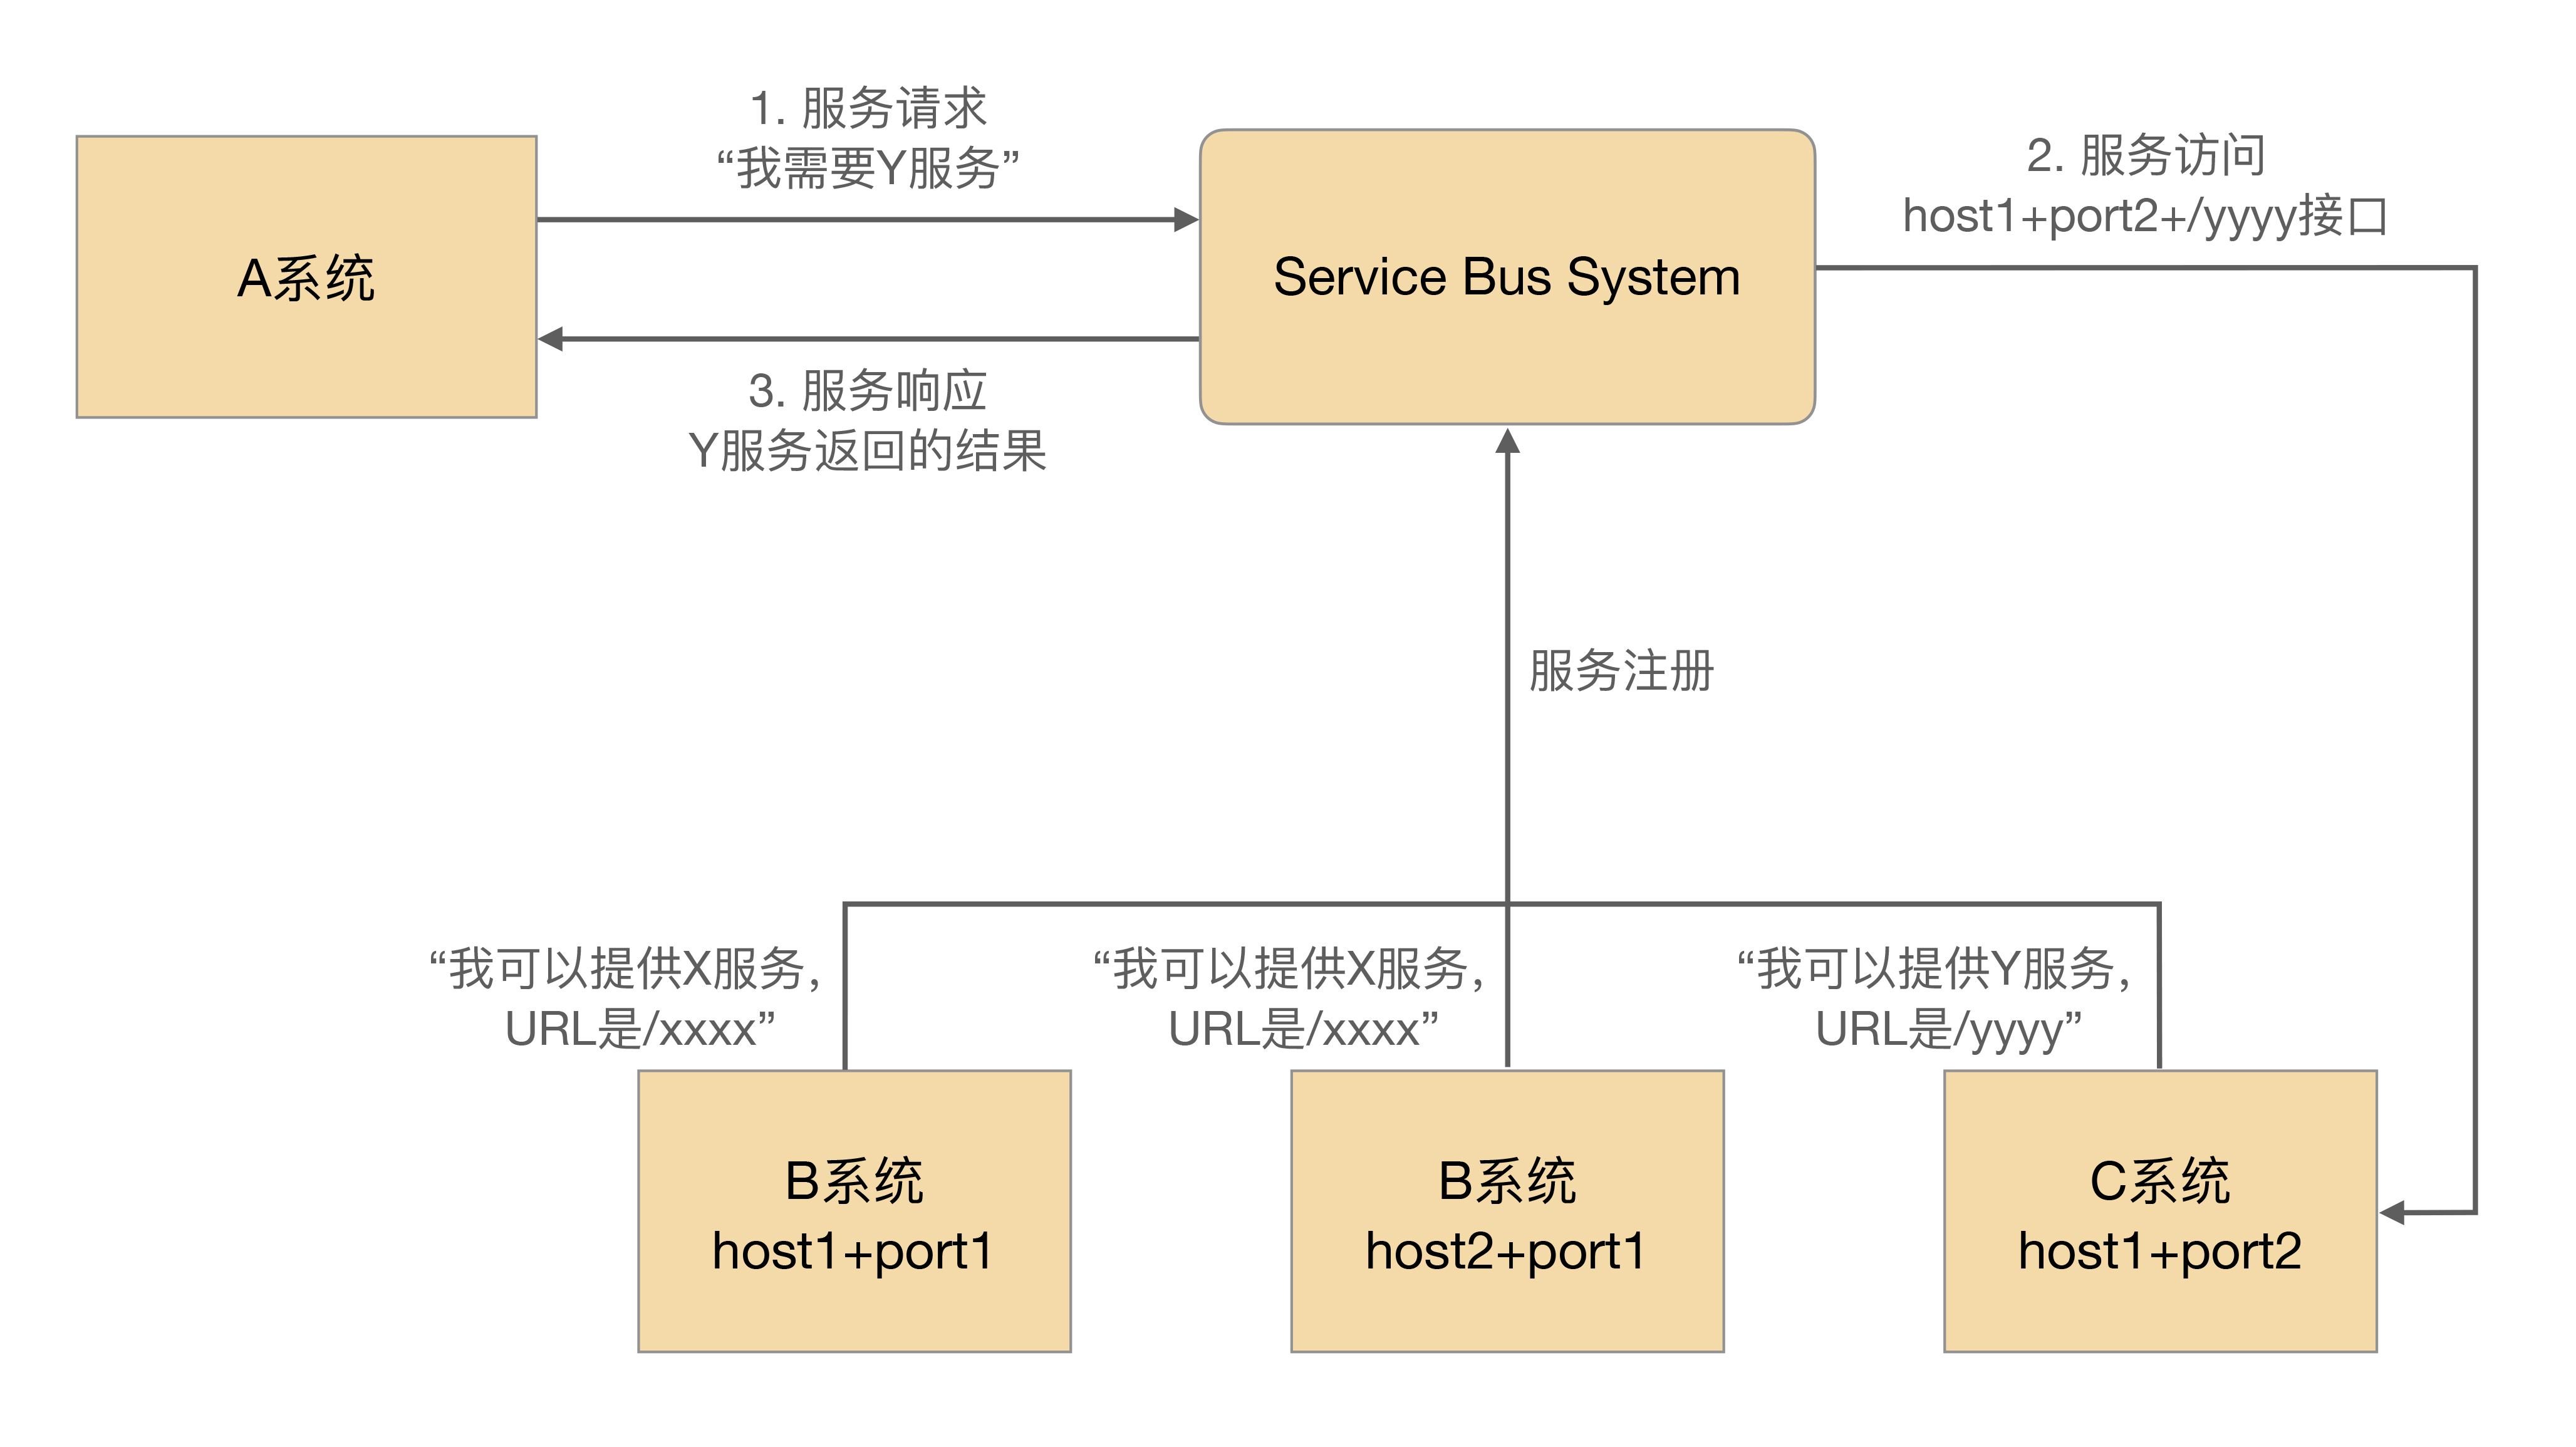 1. 服务请求
“我需要Y服务”
A系统
Service Bus System
2. 服务访问
host1+port2+/yyyy接口
3. 服务响应
Y服务返回的结果
服务注册
“我可以提供X服务，
URL是/xxxx”
“我可以提供X服务，
URL是/xxxx”
“我可以提供Y服务，
URL是/yyyy”
B系统
host1+port1
B系统
host2+port1
C系统
host1+port2